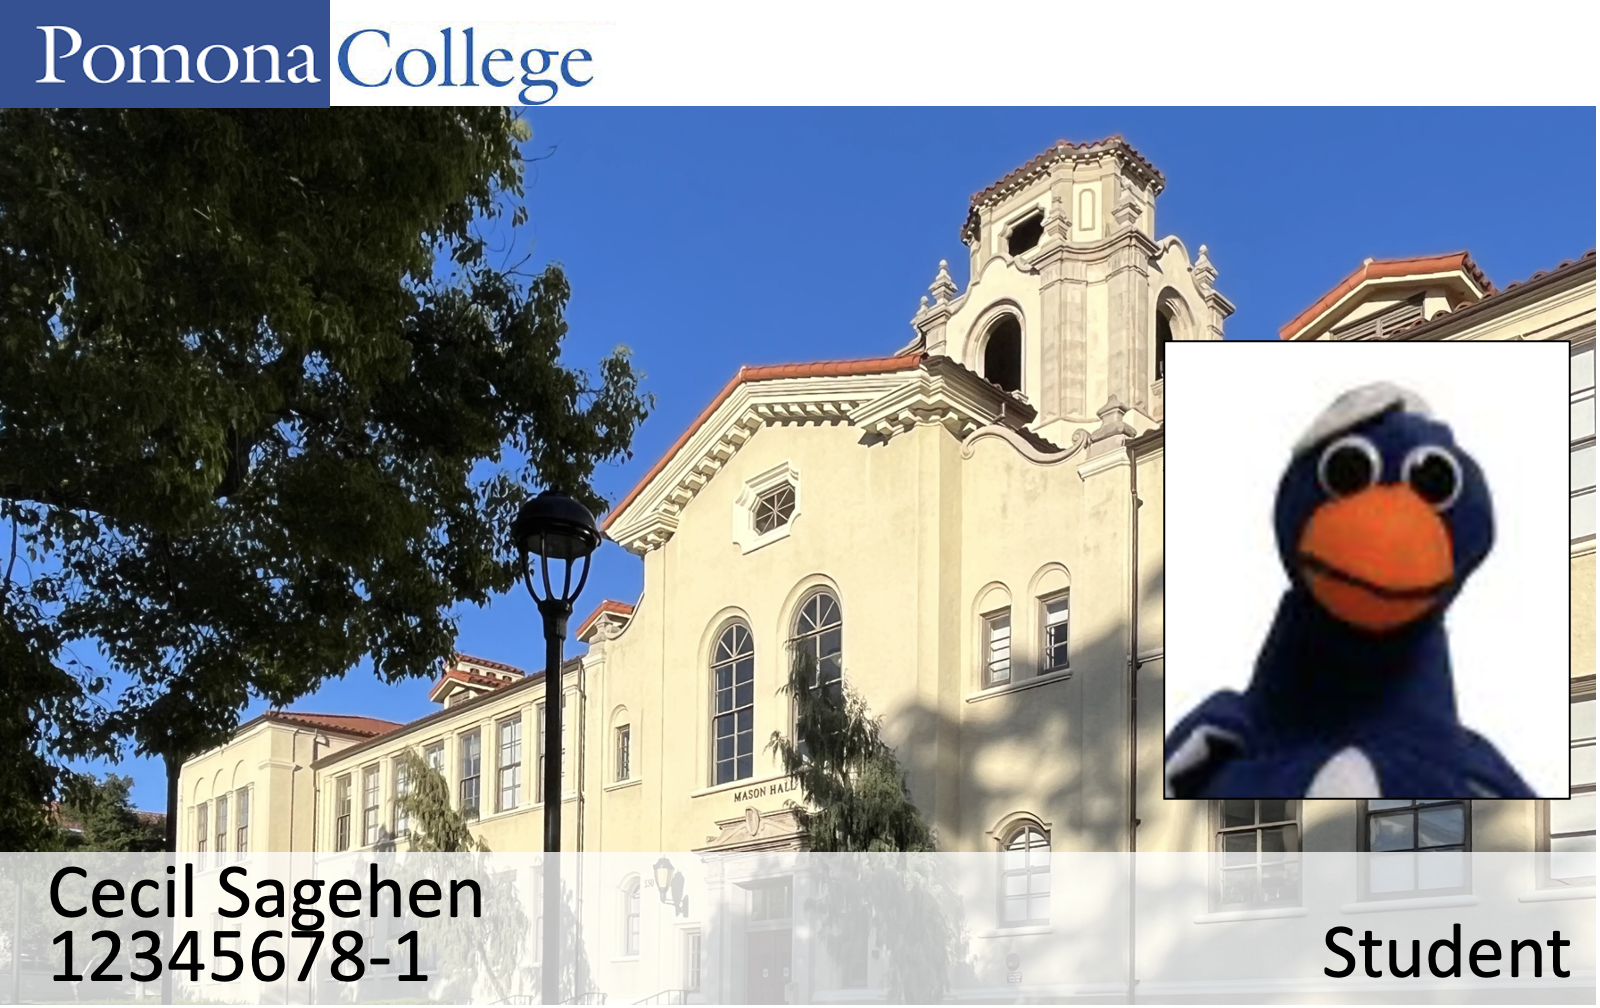 Pomona College
MASON HALL
Cecil Sagehen
12345678-1
Student